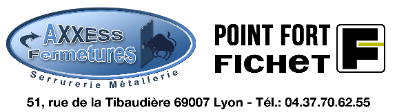 AXXESS
Fermetures
Serrurerie Métallerie
POINT FORT
FICHET
F
51, rue de la Tibaudière 69007 Lyon - Tél.: 04.37.70.62.55